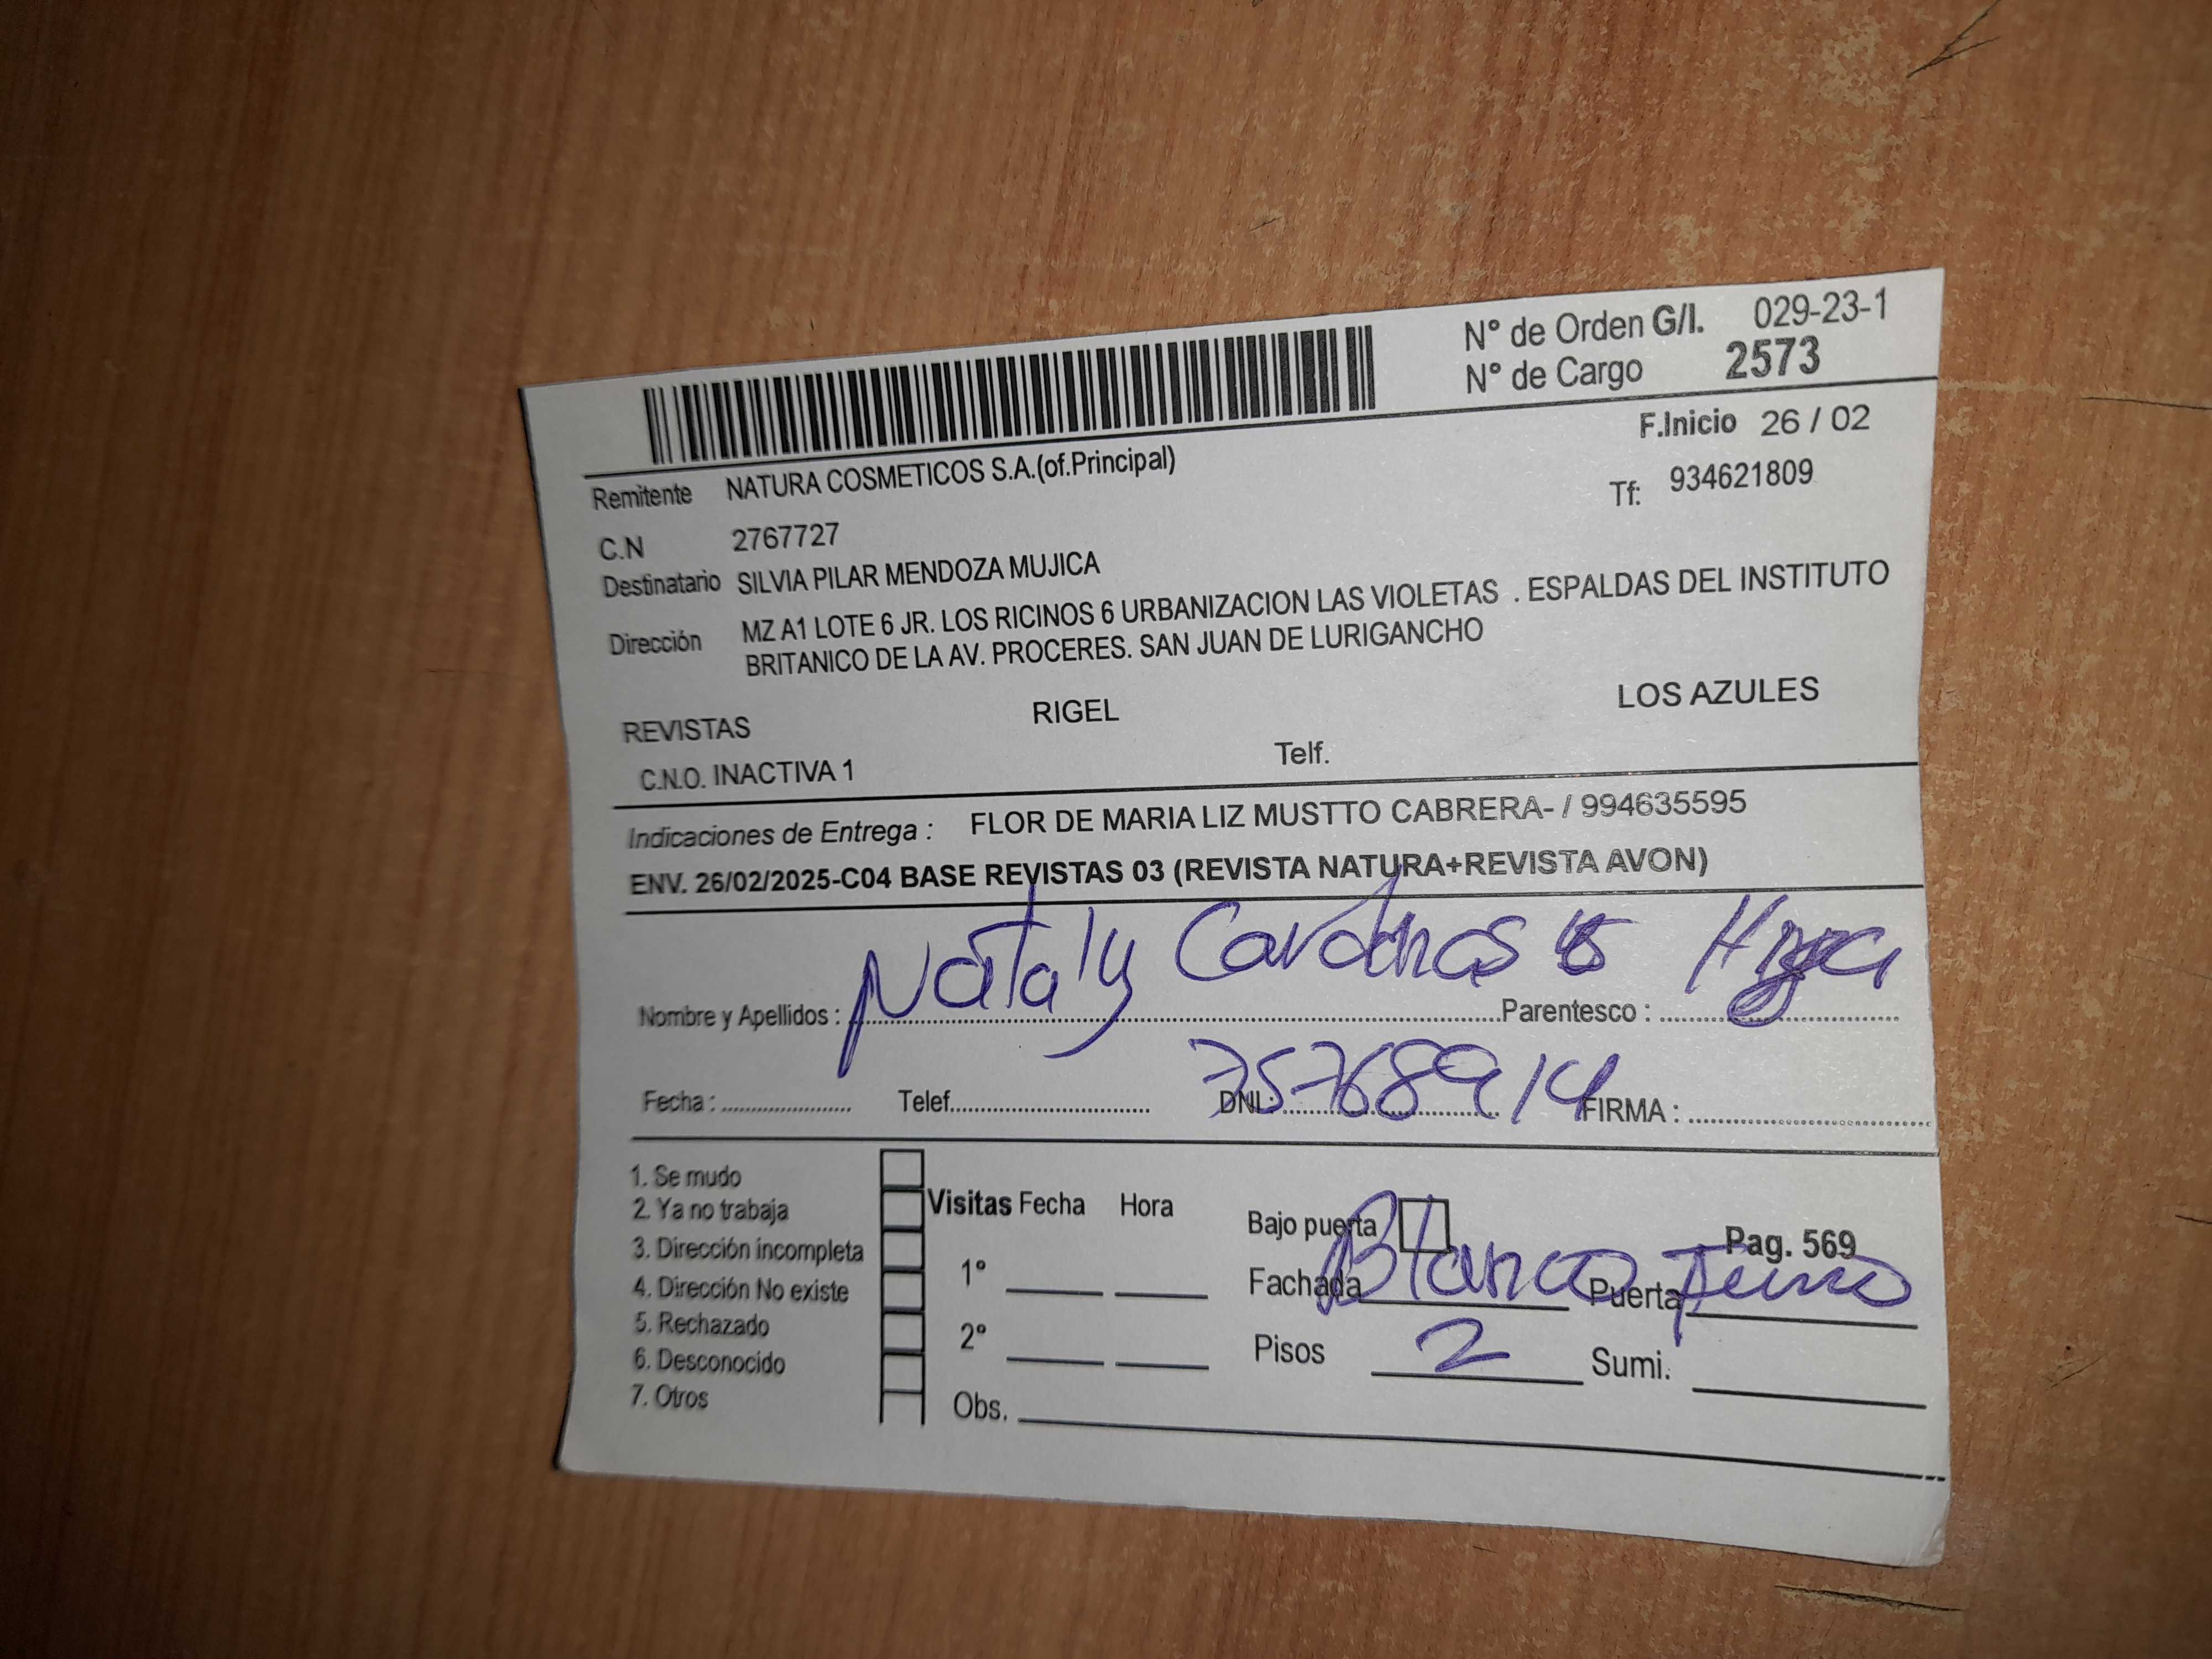 N° de Orden G/I. 029-23-1
N° de Cargo 2573
F.Inicio 26 / 02
Remitente NATURA COSMETICOS S.A.(of.Principal)
Tf: 934621809
C.N 2767727
Destinatario SILVIA PILAR MENDOZA MUJICA
Dirección MZ A1 LOTE 6 JR. LOS RICINOS 6 URBANIZACION LAS VIOLETAS . ESPALDAS DEL INSTITUTO
BRITANICO DE LA AV. PROCERES. SAN JUAN DE LURIGANCHO
REVISTAS RIGEL LOS AZULES
C.N.O. INACTIVA 1 Telf.
Indicaciones de Entrega : FLOR DE MARIA LIZ MUSTTO CABRERA- / 994635595
ENV. 26/02/2025-C04 BASE REVISTAS 03 (REVISTA NATURA+REVISTA AVON)
Nombre y Apellidos : Nataly Cardenas Parentesco : Hija
Fecha : Telef. DNI.: 75768914 FIRMA :
1. Se mudo
2. Ya no trabaja
3. Dirección incompleta
4. Dirección No existe
5. Rechazado
6. Desconocido
7. Otros
Visitas Fecha Hora
1°
2°
Obs.
Bajo puerta Pag. 569
Fachada Blanco Puerta Fierro
Pisos 2 Sumi.